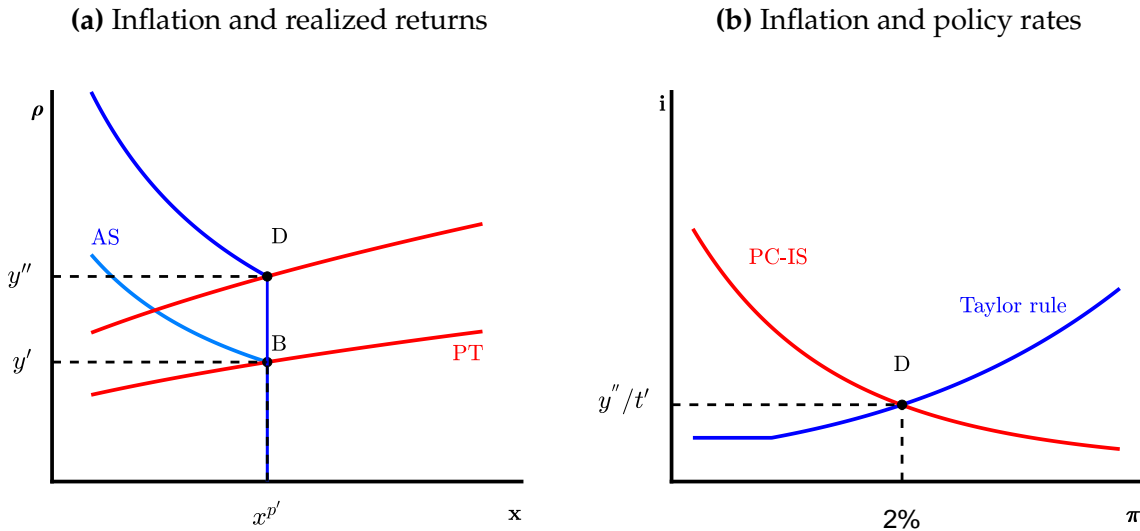 (a) Inflation and realized returns
ρ
AS
D
y''
B
y'
PT
x^{p'}
x
(b) Inflation and policy rates
i
PC-IS
Taylor rule
D
y''/t'
2%
π